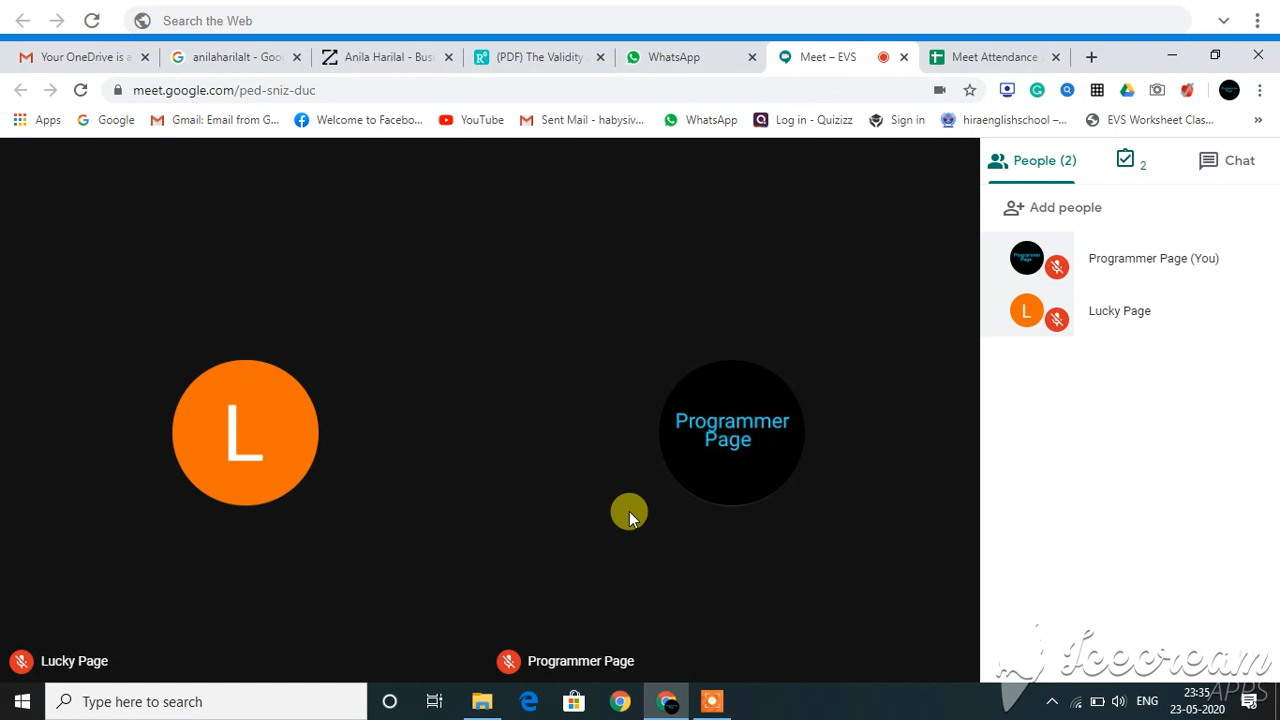 Search the Web
Your OneDrive is a
anilaharilalt - Goo
Anila Harilal - Bus
(PDF) The Validity
WhatsApp
Meet – EVS
Meet Attendance
meet.google.com/ped-sniz-duc
Apps
Google
Gmail: Email from G...
Welcome to Facebo...
YouTube
Sent Mail - habysiv...
WhatsApp
Log in - Quizizz
Sign in
hiraenglishschool –...
EVS Worksheet Clas...
»
People (2)
2
Chat
Add people
Programmer Page (You)
L
Lucky Page
L
Programmer
Page
Lucky Page
Programmer Page
Icecream
APPS
Type here to search
ENG
23:35
23-05-2020